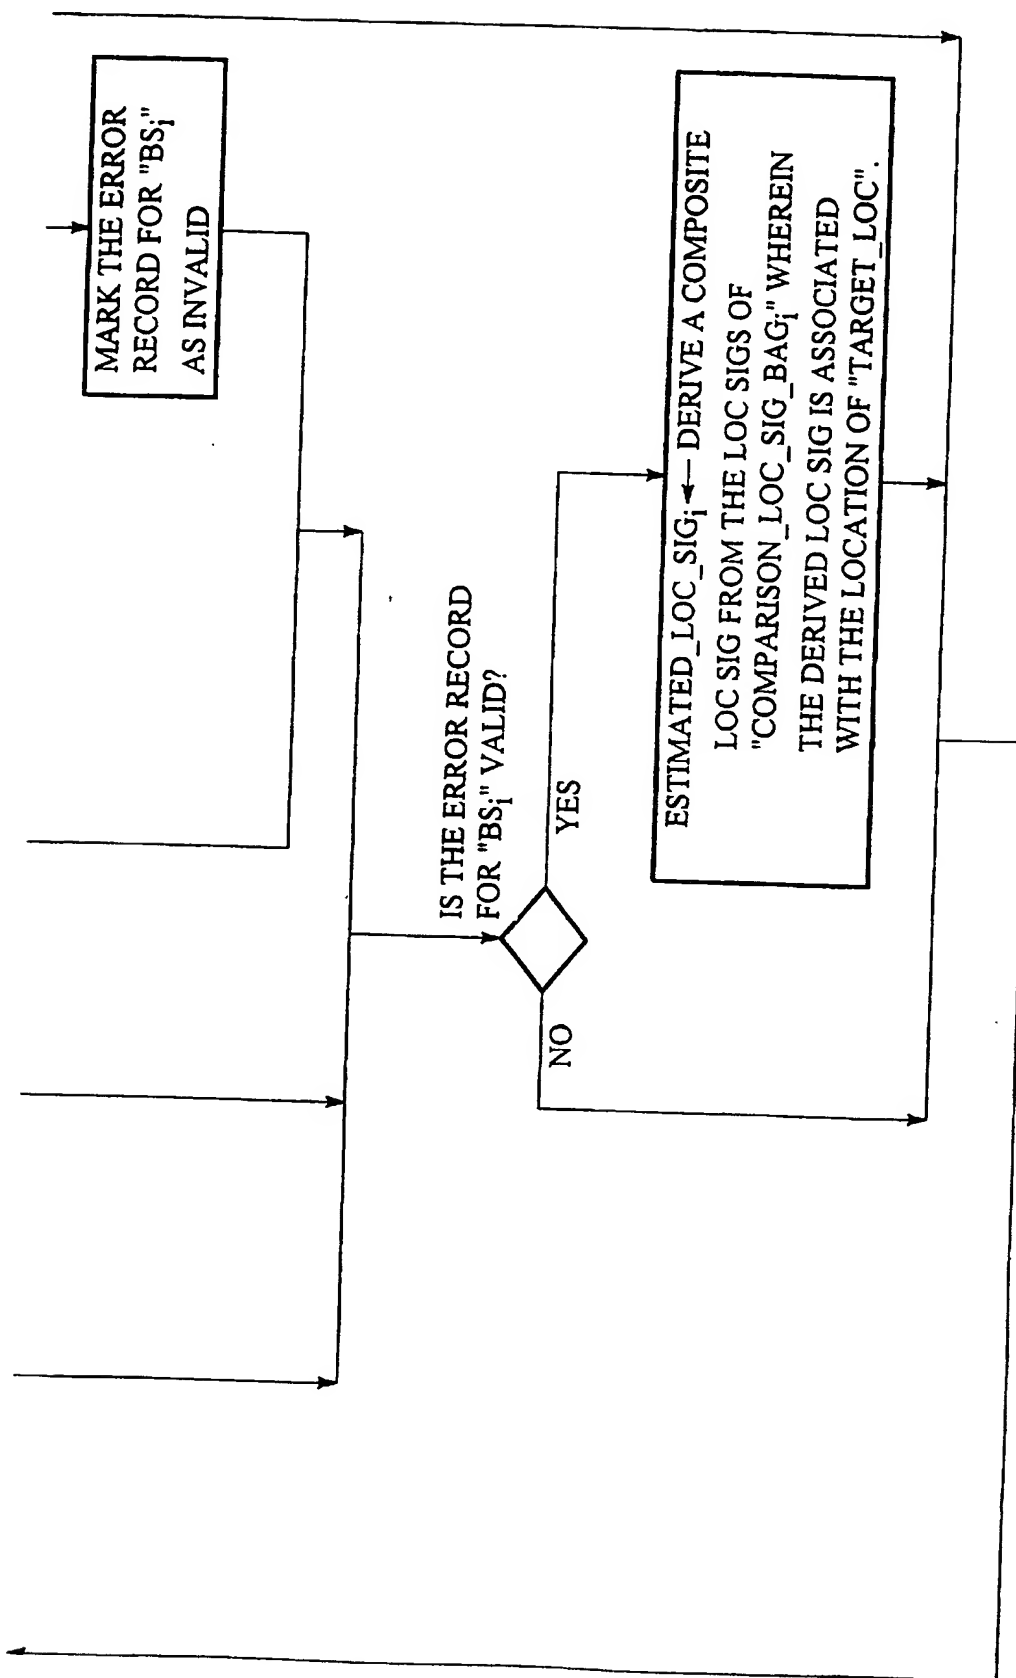 MARK THE ERROR
RECORD FOR "BSi"
AS INVALID
IS THE ERROR RECORD
FOR "BSi" VALID?
NO
YES
ESTIMATED_LOC_SIGi ← DERIVE A COMPOSITE
LOC SIG FROM THE LOC SIGS OF
"COMPARISON_LOC_SIG_BAGi" WHEREIN
THE DERIVED LOC SIG IS ASSOCIATED
WITH THE LOCATION OF "TARGET_LOC".